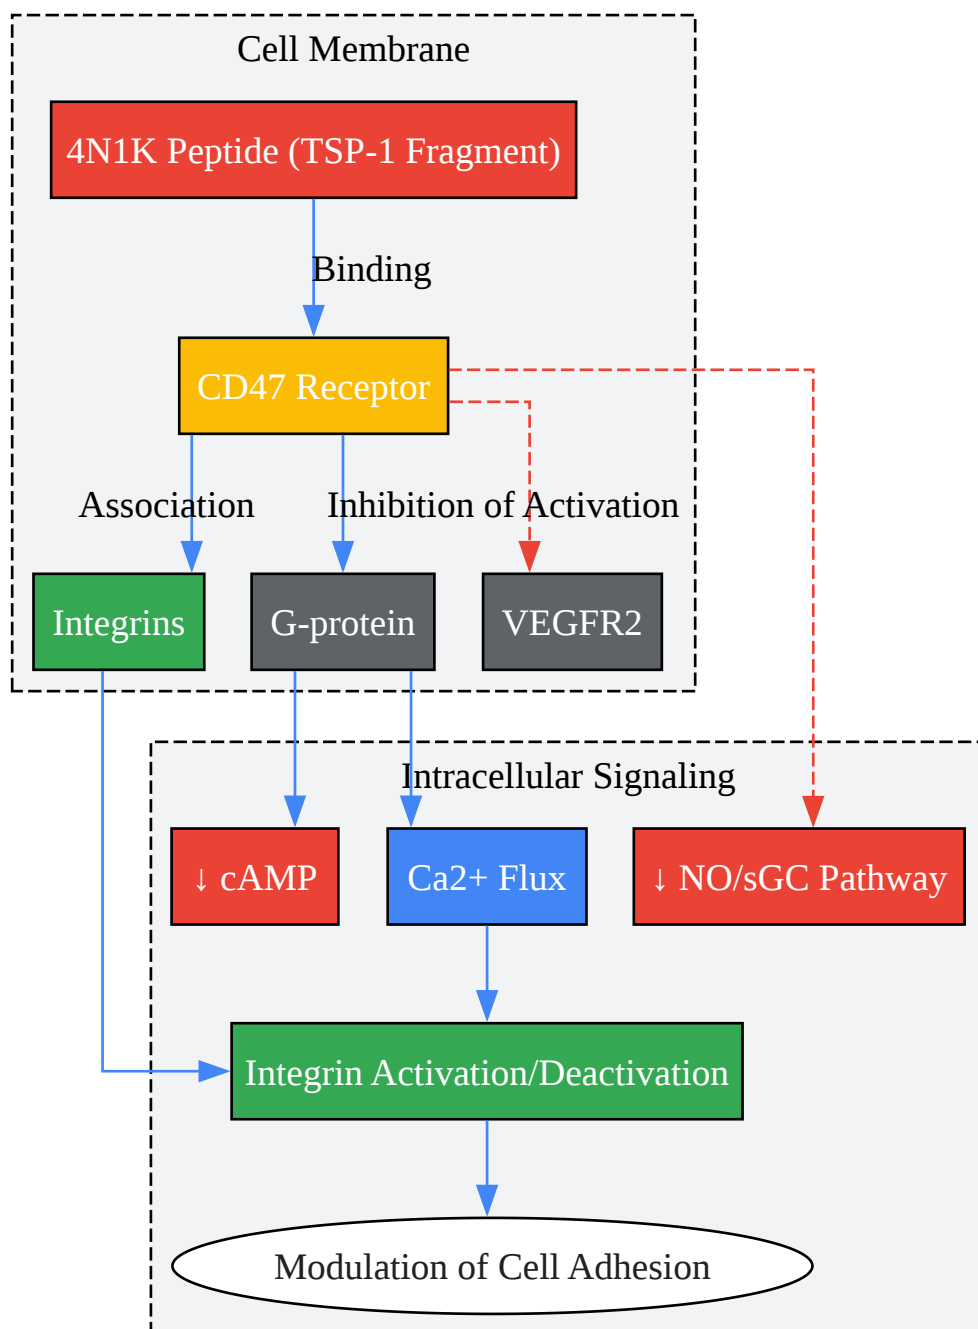 Cell Membrane
4N1K Peptide (TSP-1 Fragment)
Binding
CD47 Receptor
Association
Inhibition of Activation
Integrins
G-protein
VEGFR2
Intracellular Signaling
↓ cAMP
Ca2+ Flux
↓ NO/sGC Pathway
Integrin Activation/Deactivation
Modulation of Cell Adhesion